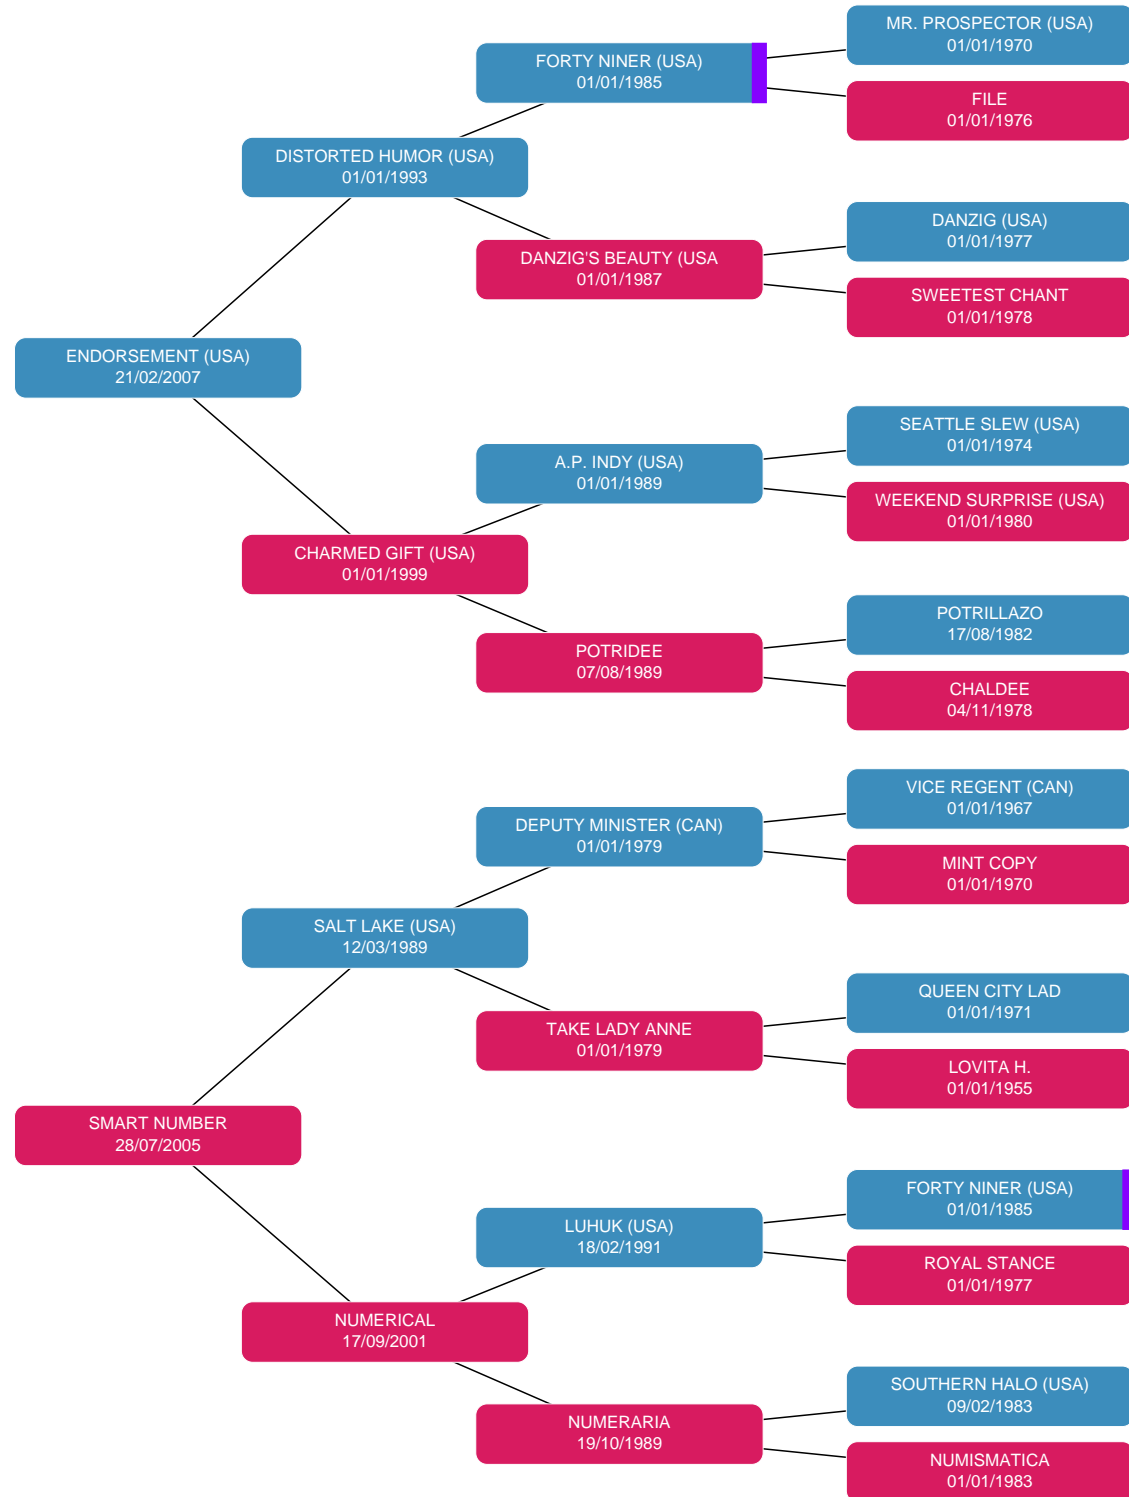 MR. PROSPECTOR (USA)
01/01/1970
FORTY NINER (USA)
01/01/1985
FILE
01/01/1976
DISTORTED HUMOR (USA)
01/01/1993
DANZIG (USA)
01/01/1977
DANZIG'S BEAUTY (USA
01/01/1987
SWEETEST CHANT
01/01/1978
ENDORSEMENT (USA)
21/02/2007
SEATTLE SLEW (USA)
01/01/1974
A.P. INDY (USA)
01/01/1989
WEEKEND SURPRISE (USA)
01/01/1980
CHARMED GIFT (USA)
01/01/1999
POTRILLAZO
17/08/1982
POTRIDEE
07/08/1989
CHALDEE
04/11/1978
VICE REGENT (CAN)
01/01/1967
DEPUTY MINISTER (CAN)
01/01/1979
MINT COPY
01/01/1970
SALT LAKE (USA)
12/03/1989
QUEEN CITY LAD
01/01/1971
TAKE LADY ANNE
01/01/1979
LOVITA H.
01/01/1955
SMART NUMBER
28/07/2005
FORTY NINER (USA)
01/01/1985
LUHUK (USA)
18/02/1991
ROYAL STANCE
01/01/1977
NUMERICAL
17/09/2001
SOUTHERN HALO (USA)
09/02/1983
NUMERARIA
19/10/1989
NUMISMATICA
01/01/1983